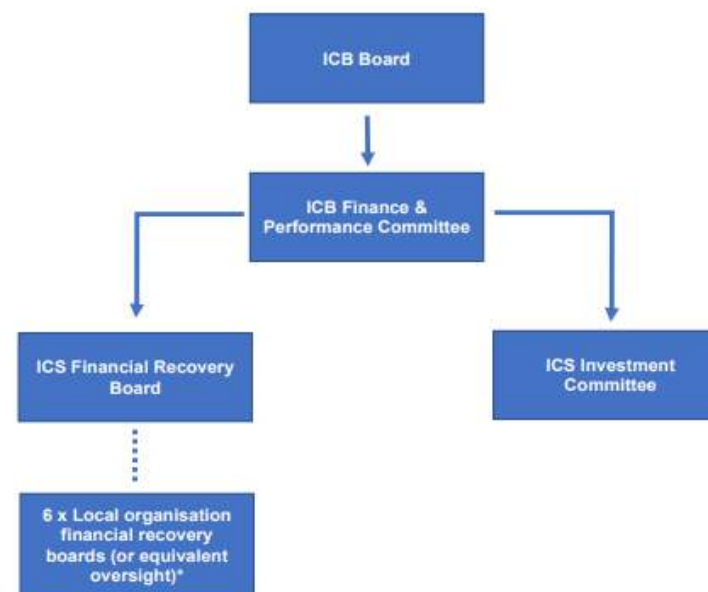 ICB Board
ICB Finance &
Performance Committee
ICS Financial Recovery
Board
ICS Investment
Committee
6 x Local organisation
financial recovery
boards (or equivalent
oversight)*